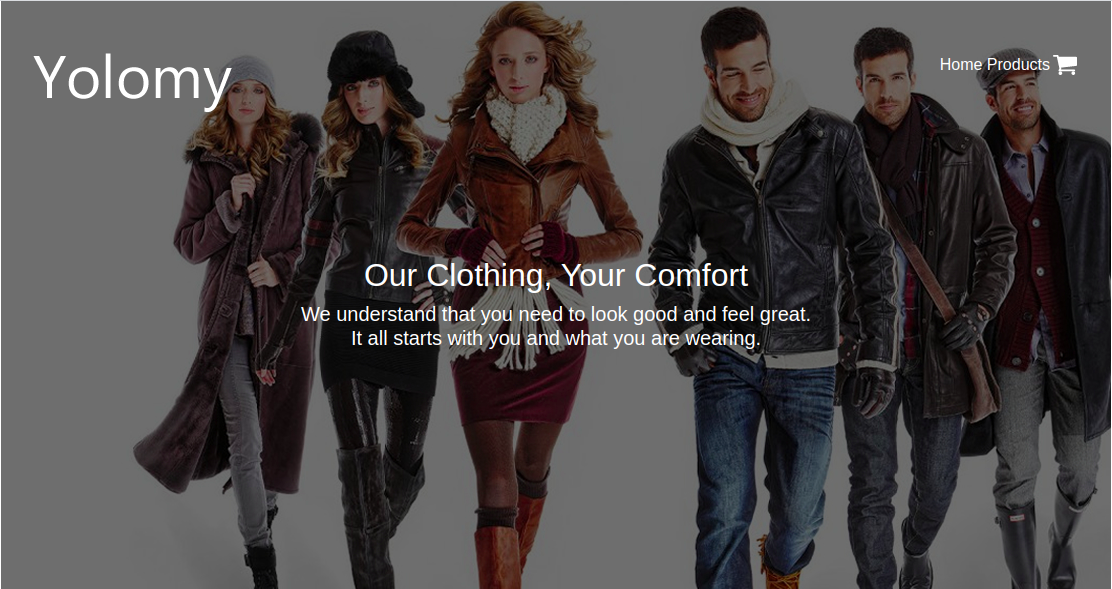 Yolomy
Home Products
Our Clothing, Your Comfort
We understand that you need to look good and feel great.
It all starts with you and what you are wearing.